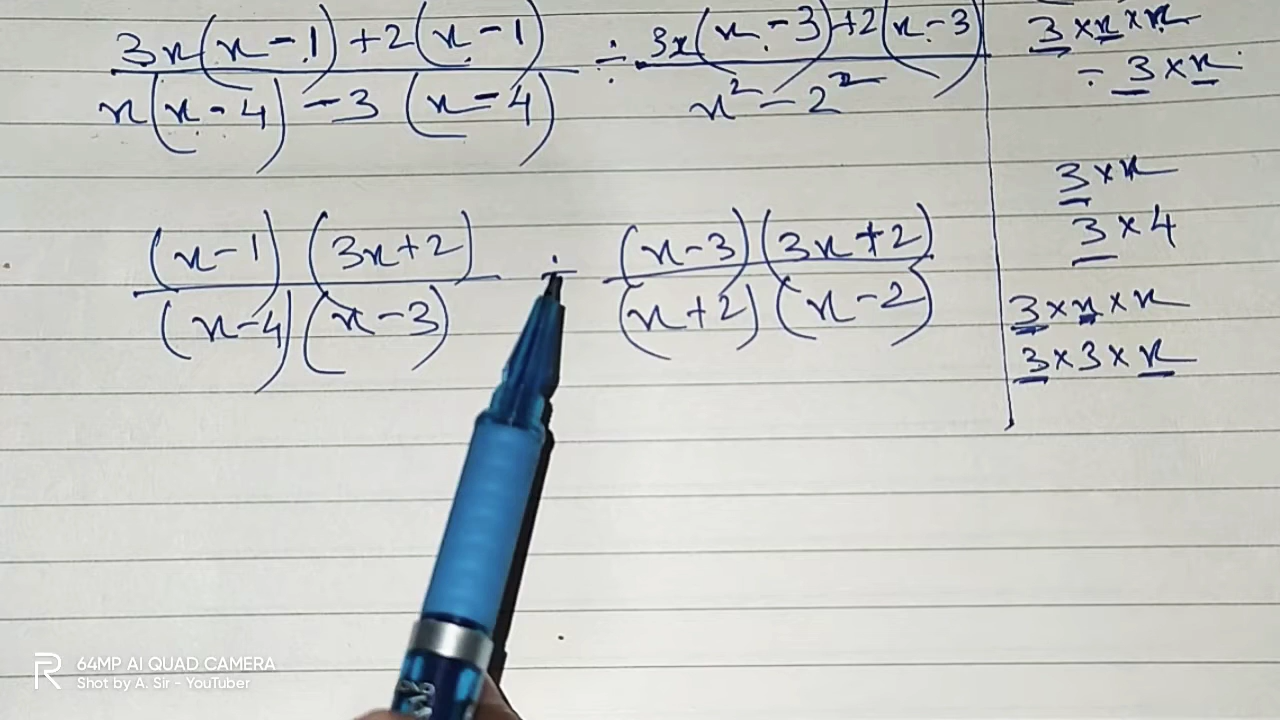 3x(x-1)+2(x-1) ÷ 3x(x-3)+2(x-3)
x(x-4)-3(x-4) x²-2²
3×x×x
÷3×x
(x-1)(3x+2) ÷ (x-3)(3x+2)
(x-4)(x-3) (x+2)(x-2)
3×x
3×4
3×x×x
3×3×x
R 64MP AI QUAD CAMERA
Shot by A. Sir - YouTuber